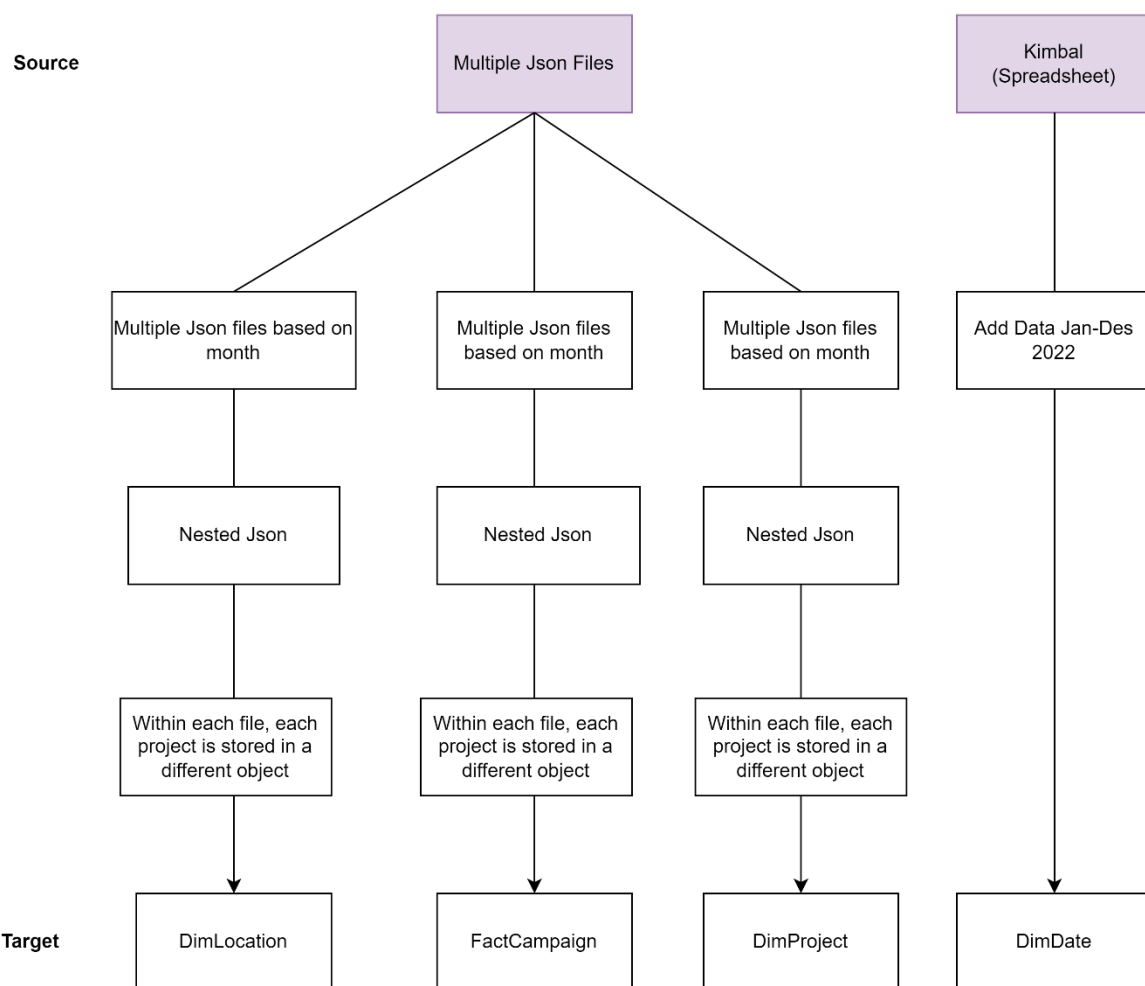 Source
Multiple Json Files
Kimbal
(Spreadsheet)
Multiple Json files based on
month
Multiple Json files
based on month
Multiple Json files
based on month
Add Data Jan-Des
2022
Nested Json
Nested Json
Nested Json
Within each file, each
project is stored in a
different object
Within each file, each
project is stored in a
different object
Within each file, each
project is stored in a
different object
Target
DimLocation
FactCampaign
DimProject
DimDate